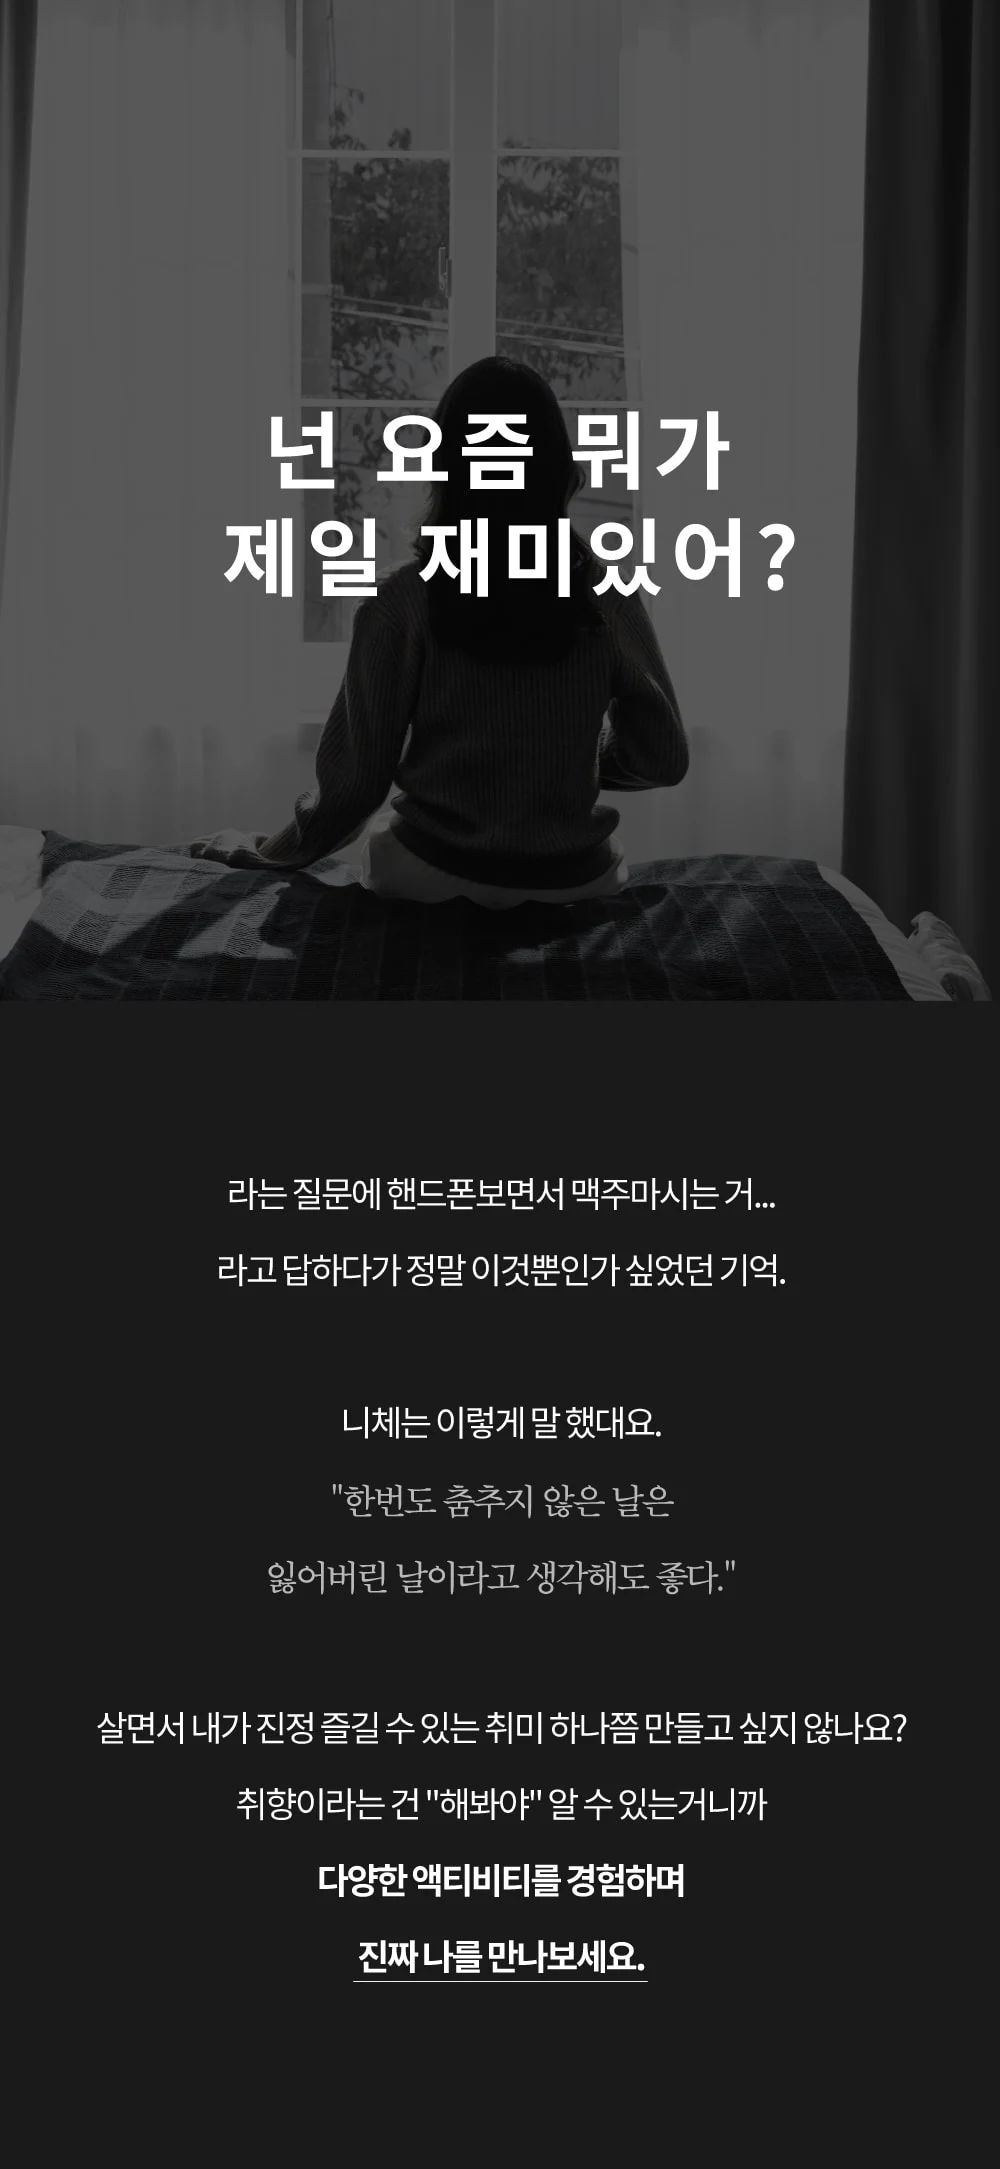 넌 요즘 뭐가
제일 재미있어?
라는 질문에 핸드폰보면서 맥주마시는 거...
라고 답하다가 정말 이것뿐인가 싶었던 기억.
니체는 이렇게 말 했대요.
"한번도 춤추지 않은 날은
잃어버린 날이라고 생각해도 좋다."
살면서 내가 진정 즐길 수 있는 취미 하나쯤 만들고 싶지 않나요?
취향이라는 건 "해봐야" 알 수 있는거니까
다양한 액티비티를 경험하며
진짜 나를 만나보세요.